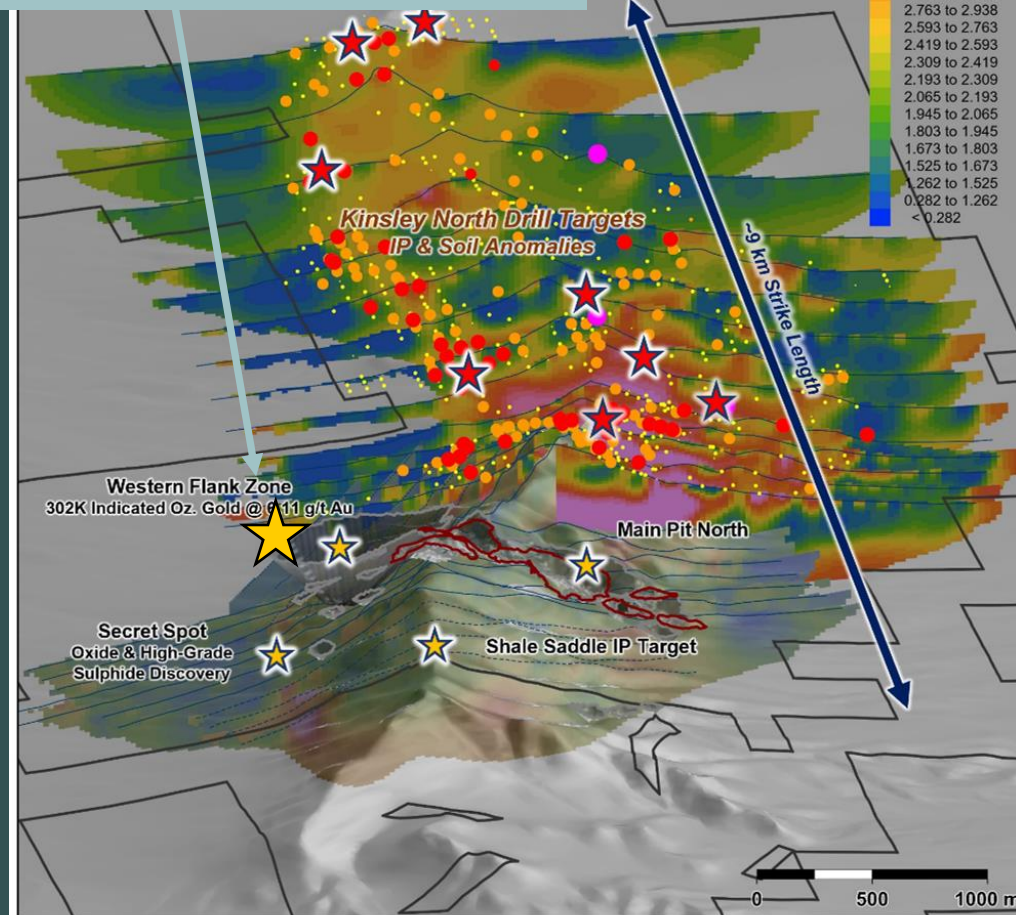 2.763 to 2.938
2.593 to 2.763
2.419 to 2.593
2.309 to 2.419
2.193 to 2.309
2.065 to 2.193
1.945 to 2.065
1.803 to 1.945
1.673 to 1.803
1.525 to 1.673
1.262 to 1.525
0.282 to 1.262
< 0.282
Kinsley North Drill Targets
IP & Soil Anomalies
~9 km Strike Length
Western Flank Zone
302K Indicated Oz. Gold @ 6.11 g/t Au
Main Pit North
Secret Spot
Oxide & High-Grade
Sulphide Discovery
Shale Saddle IP Target
0 500 1000 m